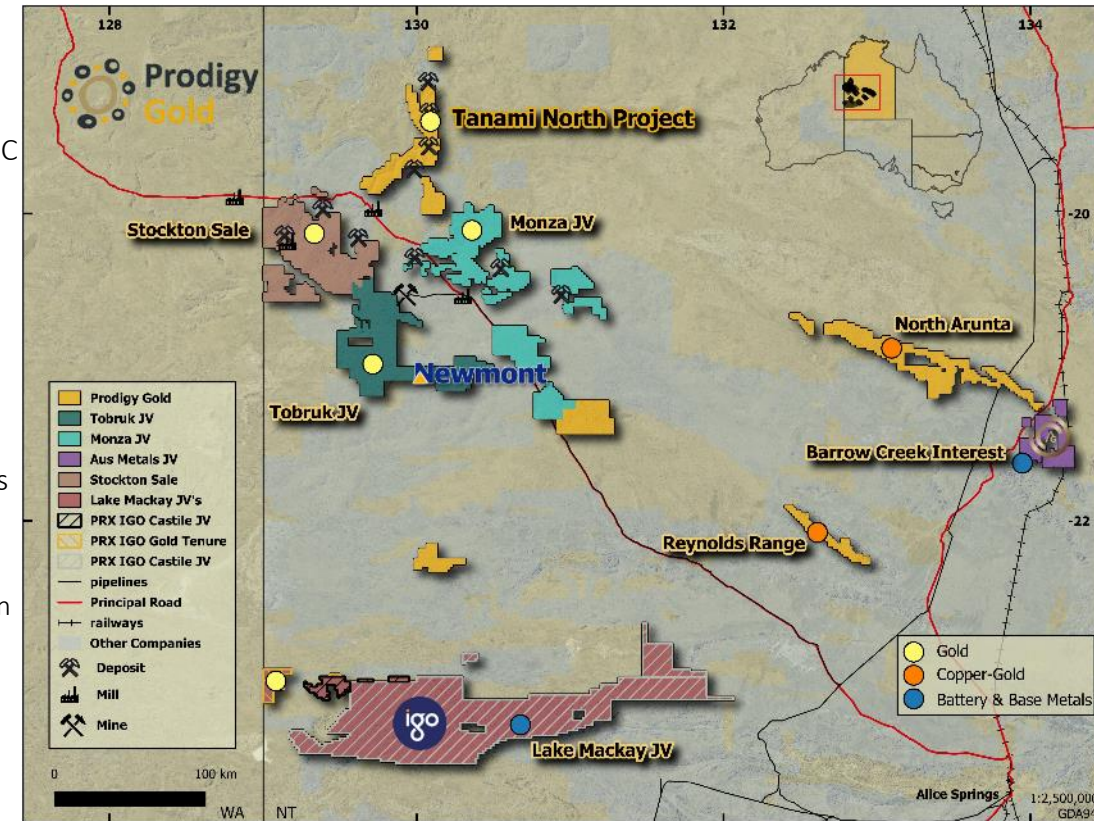 128
130
132
134
Prodigy
Gold
Tanami North Project
C
-20
Stockton Sale
Monza JV
North Arunta
Newmont
Tobruk JV
Prodigy Gold
Tobruk JV
Monza JV
Aus Metals JV
Stockton Sale
Lake Mackay JV's
PRX IGO Castile JV
PRX IGO Gold Tenure
PRX IGO Castile JV
pipelines
Principal Road
railways
Other Companies
Deposit
Mill
Mine
Barrow Creek Interest
s
-22
Reynolds Range
n
Gold
Copper-Gold
Battery & Base Metals
igo
Lake Mackay JV
0 100 km
WA NT
Alice Springs
1:2,500,000
GDA94